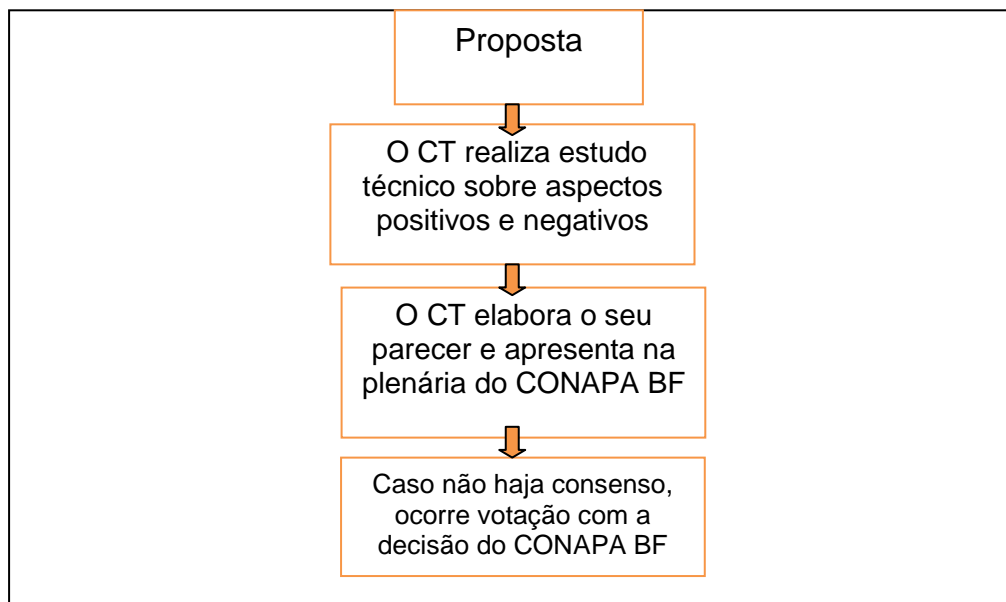 Proposta
O CT realiza estudo
técnico sobre aspectos
positivos e negativos
O CT elabora o seu
parecer e apresenta na
plenária do CONAPA BF
Caso não haja consenso,
ocorre votação com a
decisão do CONAPA BF